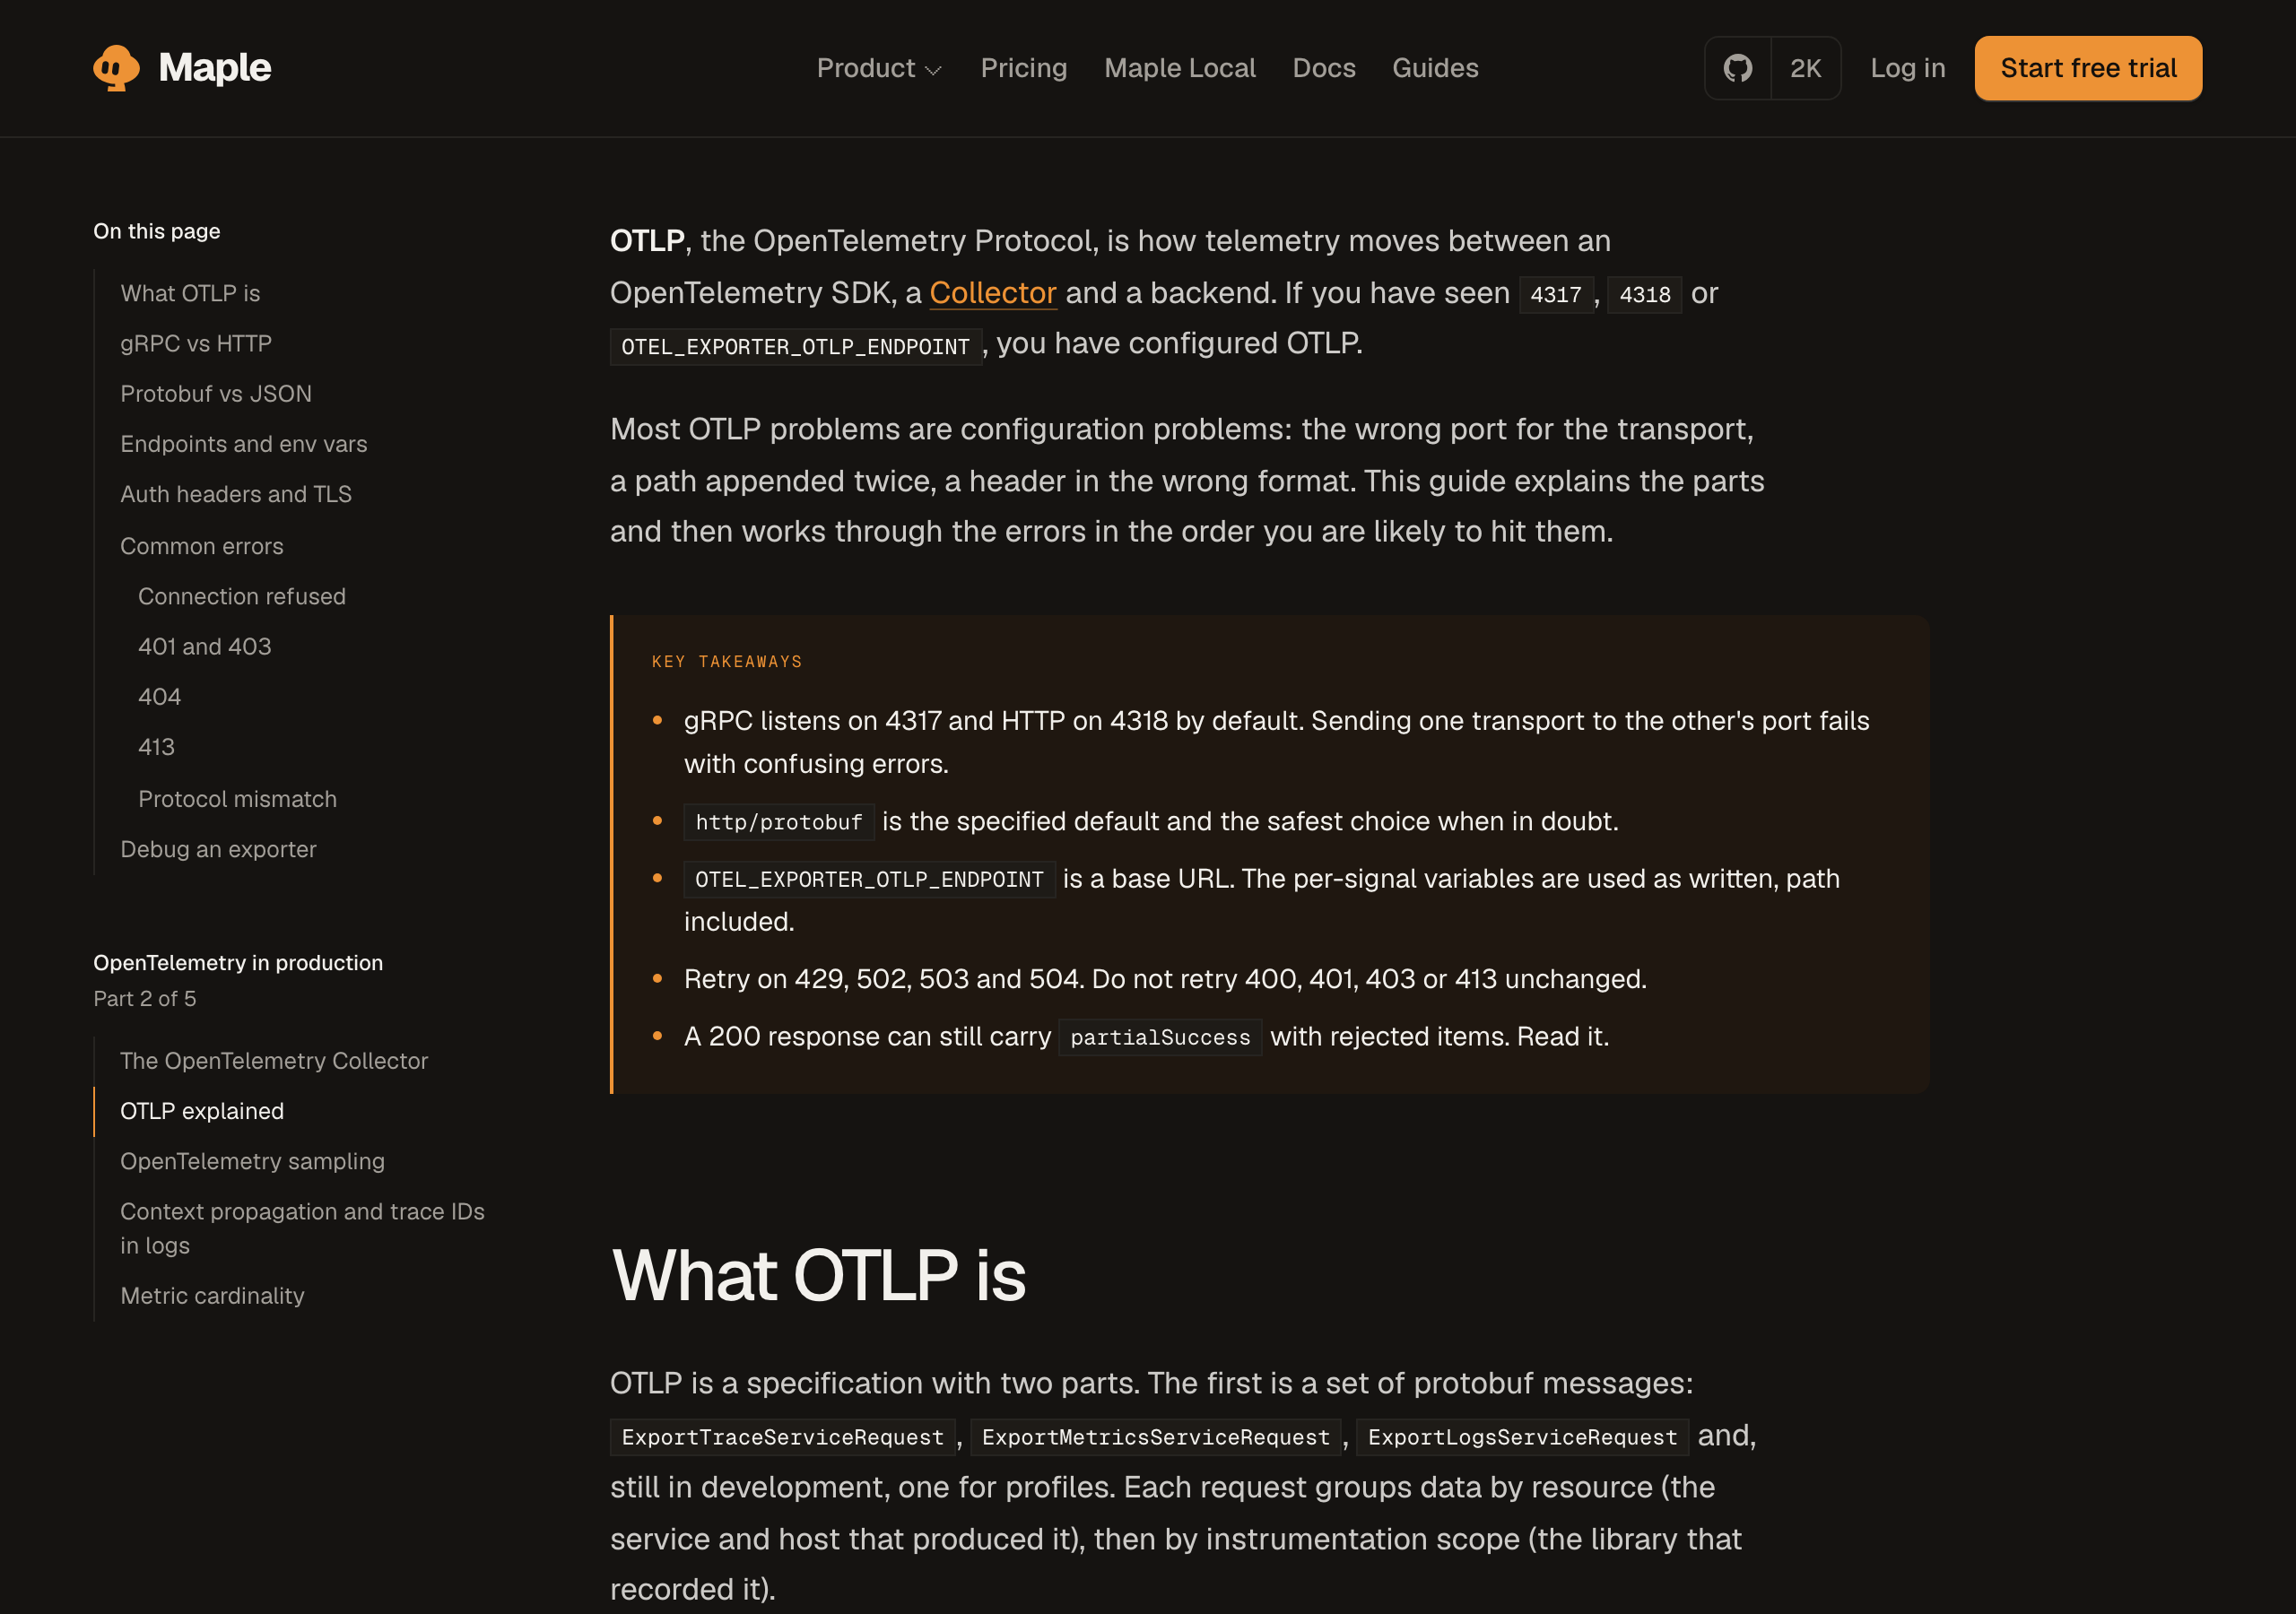 Maple
Product
Pricing
Maple Local
Docs
Guides
2K
Log in
Start free trial
On this page
What OTLP is
gRPC vs HTTP
Protobuf vs JSON
Endpoints and env vars
Auth headers and TLS
Common errors
Connection refused
401 and 403
404
413
Protocol mismatch
Debug an exporter
OpenTelemetry in production
Part 2 of 5
The OpenTelemetry Collector
OTLP explained
OpenTelemetry sampling
Context propagation and trace IDs
in logs
Metric cardinality
OTLP, the OpenTelemetry Protocol, is how telemetry moves between an
OpenTelemetry SDK, a Collector and a backend. If you have seen 4317, 4318 or
OTEL_EXPORTER_OTLP_ENDPOINT, you have configured OTLP.
Most OTLP problems are configuration problems: the wrong port for the transport,
a path appended twice, a header in the wrong format. This guide explains the parts
and then works through the errors in the order you are likely to hit them.
KEY TAKEAWAYS
• gRPC listens on 4317 and HTTP on 4318 by default. Sending one transport to the other's port fails
with confusing errors.
• http/protobuf is the specified default and the safest choice when in doubt.
• OTEL_EXPORTER_OTLP_ENDPOINT is a base URL. The per-signal variables are used as written, path
included.
• Retry on 429, 502, 503 and 504. Do not retry 400, 401, 403 or 413 unchanged.
• A 200 response can still carry partialSuccess with rejected items. Read it.
What OTLP is
OTLP is a specification with two parts. The first is a set of protobuf messages:
ExportTraceServiceRequest, ExportMetricsServiceRequest, ExportLogsServiceRequest and,
still in development, one for profiles. Each request groups data by resource (the
service and host that produced it), then by instrumentation scope (the library that
recorded it).